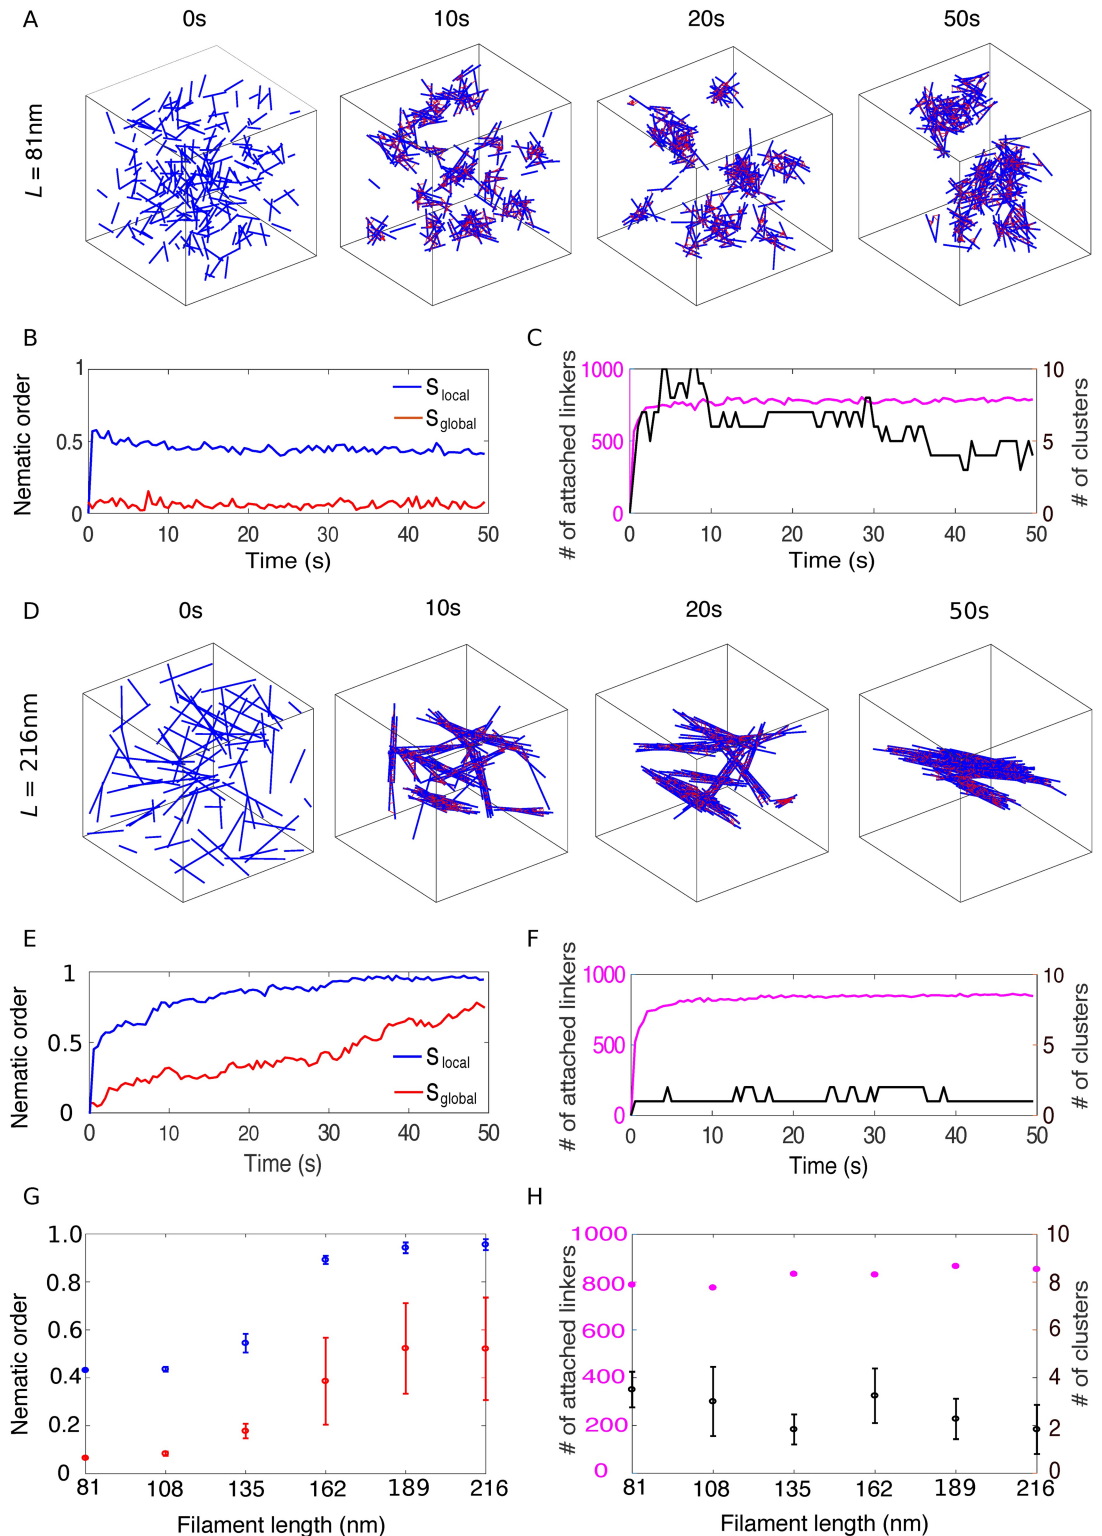 A
0s 10s 20s 50s
L = 81nm
B
Nematic order
1
0.5
0
S local
S global
0 10 20 30 40 50
Time (s)
C
# of attached linkers
1000
500
0
10
5
0
# of clusters
0 10 20 30 40 50
Time (s)
D
0s 10s 20s 50s
L = 216nm
E
Nematic order
1
0.5
0
S local
S global
0 10 20 30 40 50
Time (s)
F
# of attached linkers
1000
500
0
10
5
0
# of clusters
0 10 20 30 40 50
Time (s)
G
Nematic order
1.0
0.8
0.6
0.4
0.2
0
81 108 135 162 189 216
Filament length (nm)
H
# of attached linkers
1000
800
600
400
200
0
10
8
6
4
2
0
# of clusters
81 108 135 162 189 216
Filament length (nm)